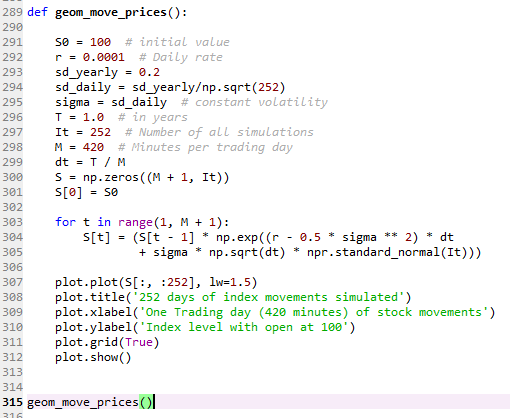 289 def geom_move_prices():
290
291     S0 = 100  # initial value
292     r = 0.0001  # Daily rate
293     sd_yearly = 0.2
294     sd_daily = sd_yearly/np.sqrt(252)
295     sigma = sd_daily  # constant volatility
296     T = 1.0  # in years
297     It = 252  # Number of all simulations
298     M = 420  # Minutes per trading day
299     dt = T / M
300     S = np.zeros((M + 1, It))
301     S[0] = S0
302
303     for t in range(1, M + 1):
304         S[t] = (S[t - 1] * np.exp((r - 0.5 * sigma ** 2) * dt
305                 + sigma * np.sqrt(dt) * npr.standard_normal(It)))
306
307     plot.plot(S[:, :252], lw=1.5)
308     plot.title('252 days of index movements simulated')
309     plot.xlabel('One Trading day (420 minutes) of stock movements')
310     plot.ylabel('Index level with open at 100')
311     plot.grid(True)
312     plot.show()
313
314
315 geom_move_prices()
316